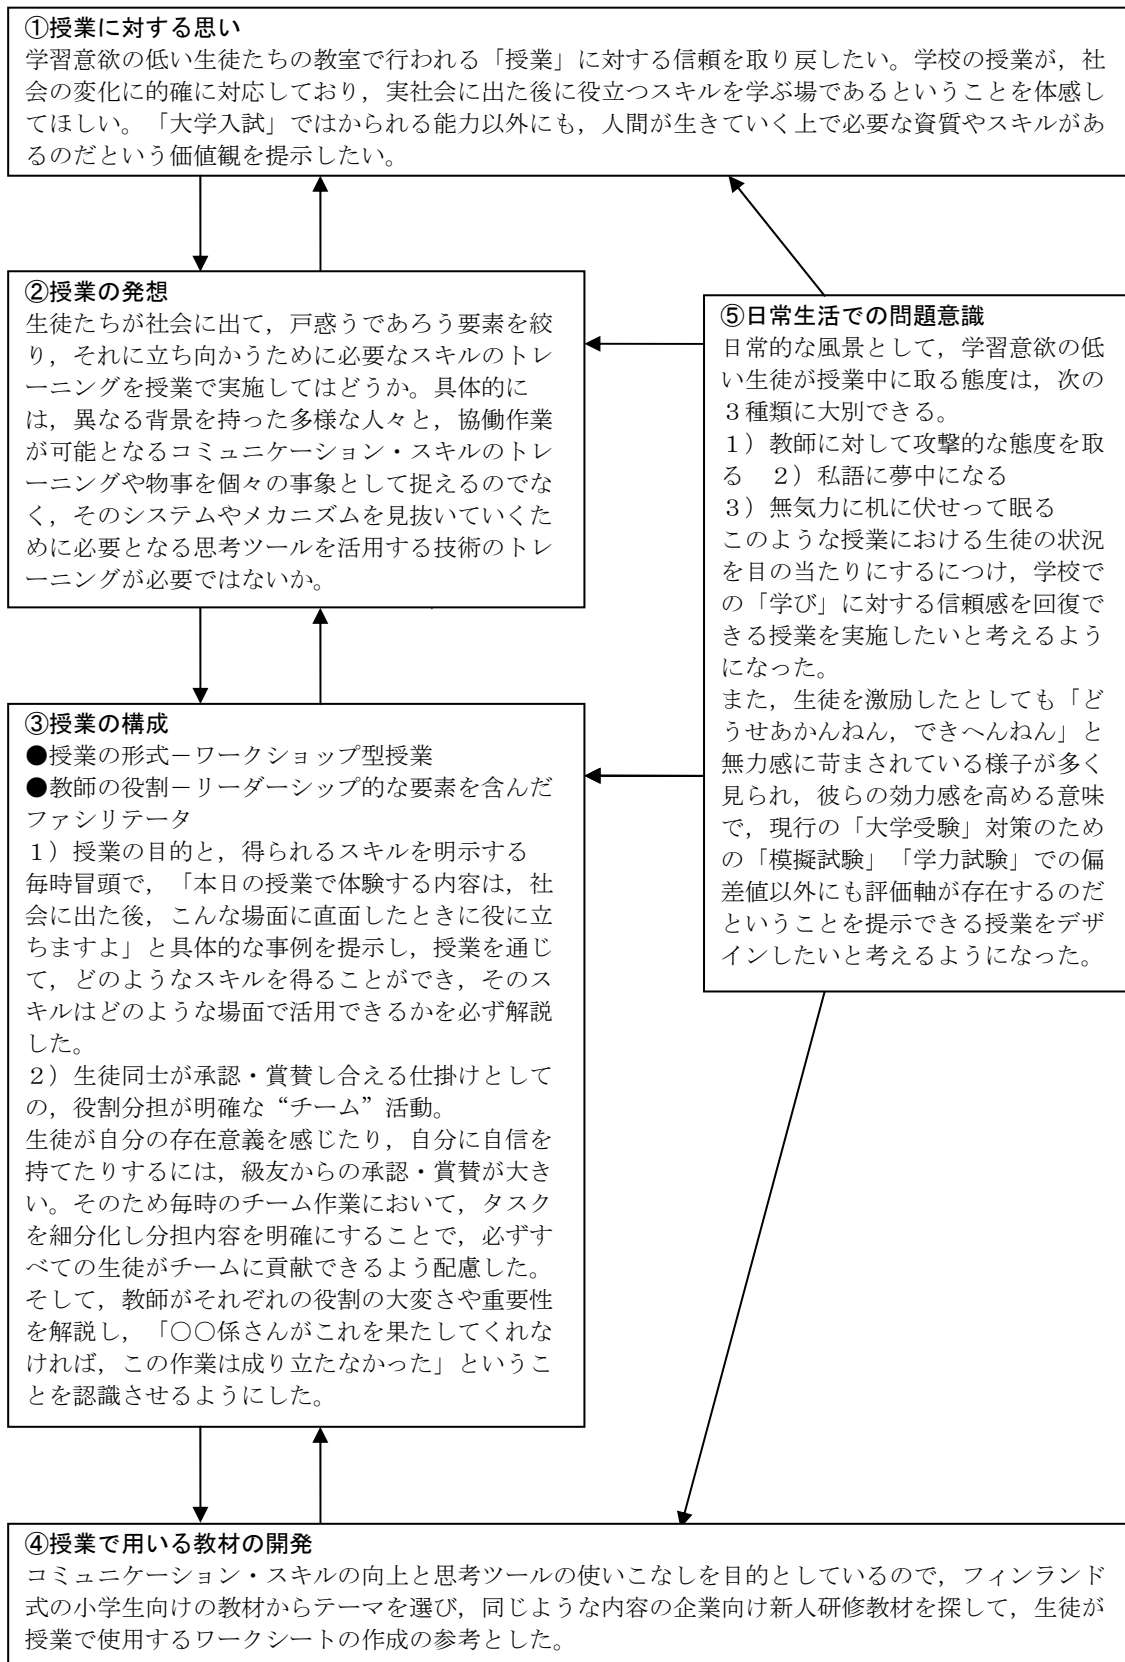 ①授業に対する思い
学習意欲の低い生徒たちの教室で行われる「授業」に対する信頼を取り戻したい。学校の授業が，社
会の変化に的確に対応しており，実社会に出た後に役立つスキルを学ぶ場であるということを体感し
てほしい。「大学入試」ではかられる能力以外にも，人間が生きていく上で必要な資質やスキルがあ
るのだという価値観を提示したい。
②授業の発想
生徒たちが社会に出て，戸惑うであろう要素を絞
り，それに立ち向かうために必要なスキルのトレ
ーニングを授業で実施してはどうか。具体的に
は，異なる背景を持った多様な人々と，協働作業
が可能となるコミュニケーション・スキルのトレ
ーニングや物事を個々の事象として捉えるのでな
く，そのシステムやメカニズムを見抜いていくた
めに必要となる思考ツールを活用する技術のトレ
ーニングが必要ではないか。
③授業の構成
●授業の形式－ワークショップ型授業
●教師の役割－リーダーシップ的な要素を含んだ
ファシリテータ
１）授業の目的と，得られるスキルを明示する
毎時冒頭で，「本日の授業で体験する内容は，社
会に出た後，こんな場面に直面したときに役に立
ちますよ」と具体的な事例を提示し，授業を通じ
て，どのようなスキルを得ることができ，そのス
キルはどのような場面で活用できるかを必ず解説
した。
２）生徒同士が承認・賞賛し合える仕掛けとして
の，役割分担が明確な“チーム”活動。
生徒が自分の存在意義を感じたり，自分に自信を
持てたりするには，級友からの承認・賞賛が大き
い。そのため毎時のチーム作業において，タスク
を細分化し分担内容を明確にすることで，必ずす
べての生徒がチームに貢献できるよう配慮した。
そして，教師がそれぞれの役割の大変さや重要性
を解説し，「○○係さんがこれを果たしてくれな
ければ，この作業は成り立たなかった」というこ
とを認識させるようにした。
⑤日常生活での問題意識
日常的な風景として，学習意欲の低
い生徒が授業中に取る態度は，次の
３種類に大別できる。
１）教師に対して攻撃的な態度を取
る　２）私語に夢中になる
３）無気力に机に伏せって眠る
このような授業における生徒の状況
を目の当たりにするにつけ，学校で
の「学び」に対する信頼感を回復で
きる授業を実施したいと考えるよう
になった。
また，生徒を激励したとしても「ど
うせあかんねん，できへんねん」と
無力感に苛まされている様子が多く
見られ，彼らの効力感を高める意味
で，現行の「大学受験」対策のため
の「模擬試験」「学力試験」での偏
差値以外にも評価軸が存在するのだ
ということを提示できる授業をデザ
インしたいと考えるようになった。
④授業で用いる教材の開発
コミュニケーション・スキルの向上と思考ツールの使いこなしを目的としているので，フィンランド
式の小学生向けの教材からテーマを選び，同じような内容の企業向け新人研修教材を探して，生徒が
授業で使用するワークシートの作成の参考とした。